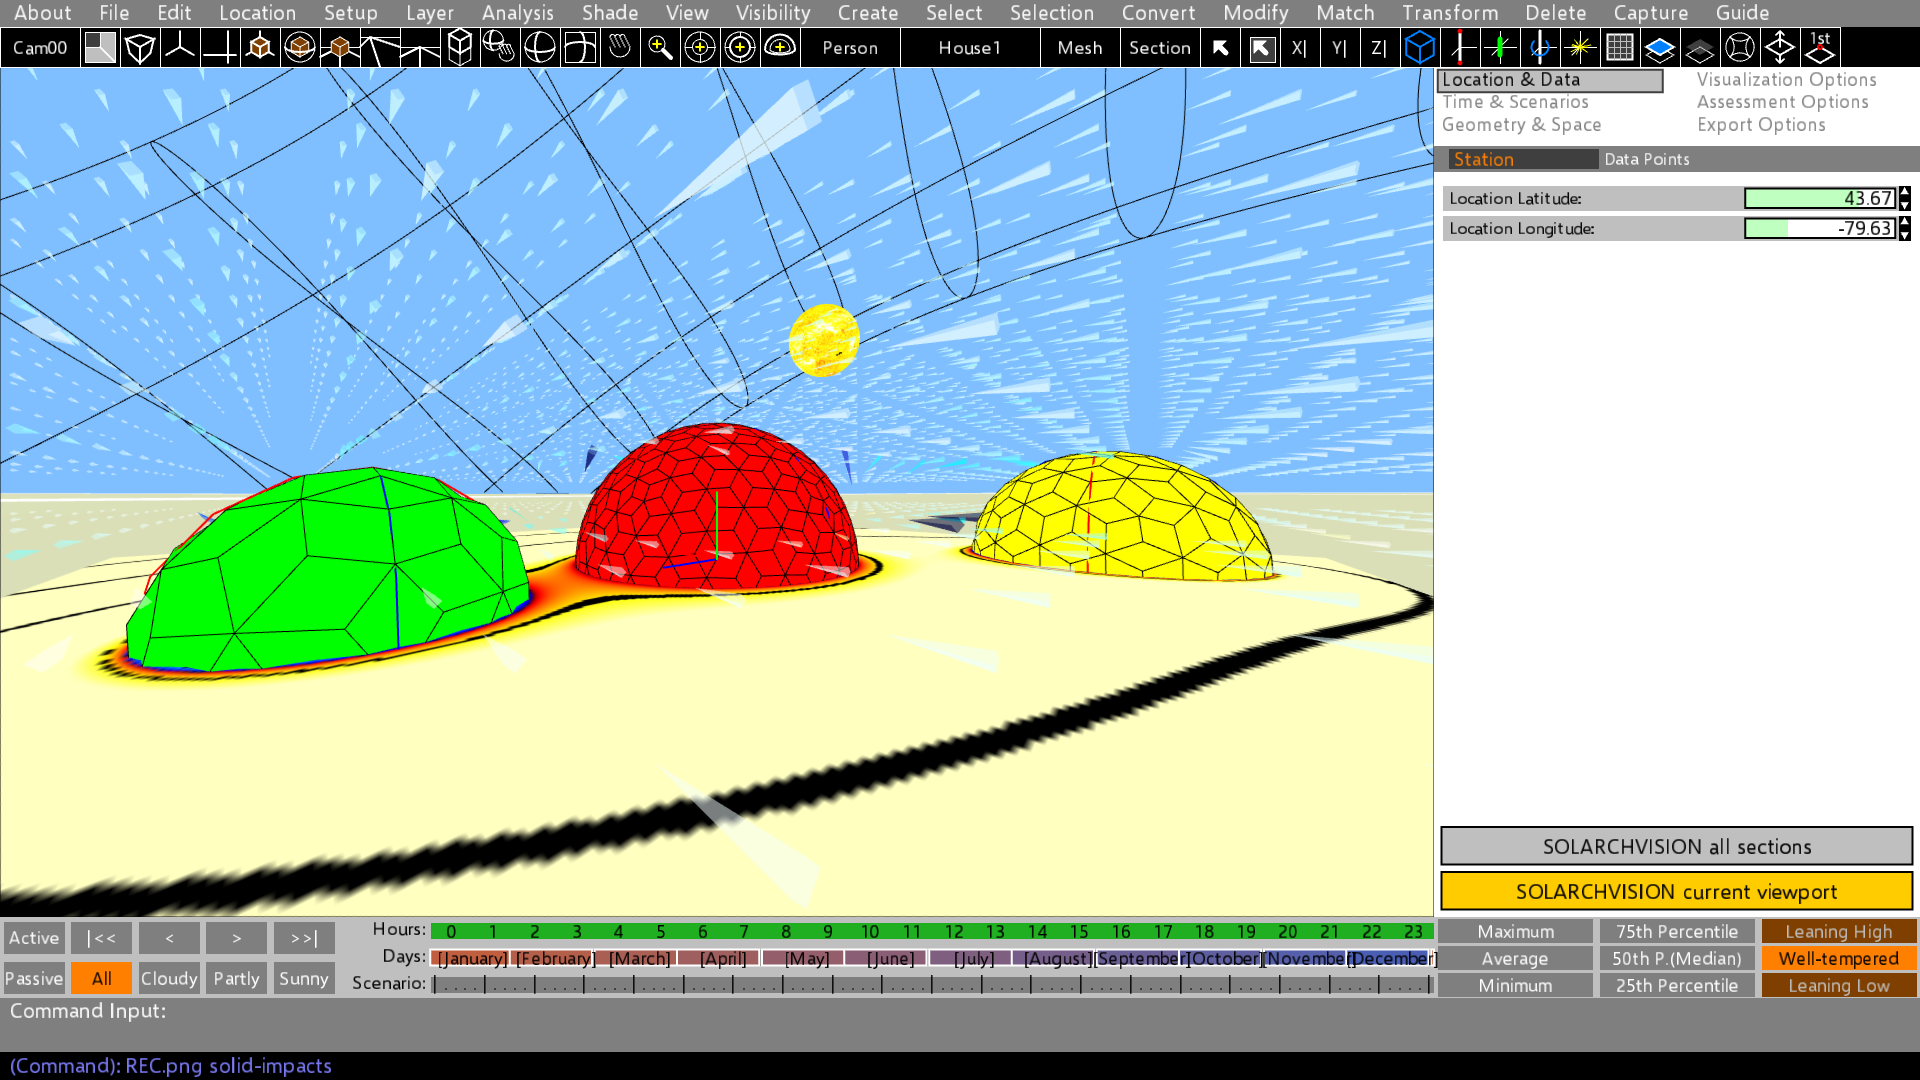 About File Edit Location Setup Layer Analysis Shade View Visibility Create Select Selection Convert Modify Match Transform Delete Capture Guide
Cam00 Person House1 Mesh Section X| Y| Z| 1st
Location & Data Visualization Options
Time & Scenarios Assessment Options
Geometry & Space Export Options
Station Data Points
Location Latitude: 43.67
Location Longitude: -79.63
SOLARCHVISION all sections
SOLARCHVISION current viewport
Active |<< < > >>| Hours: 0 1 2 3 4 5 6 7 8 9 10 11 12 13 14 15 16 17 18 19 20 21 22 23 Maximum 75th Percentile Leaning High
Days: [January] [February] [March] [April] [May] [June] [July] [August] [September] [October] [November] [December] Average 50th P.(Median) Well-tempered
Passive All Cloudy Partly Sunny Scenario: Minimum 25th Percentile Leaning Low
Command Input:
(Command): REC.png solid-impacts